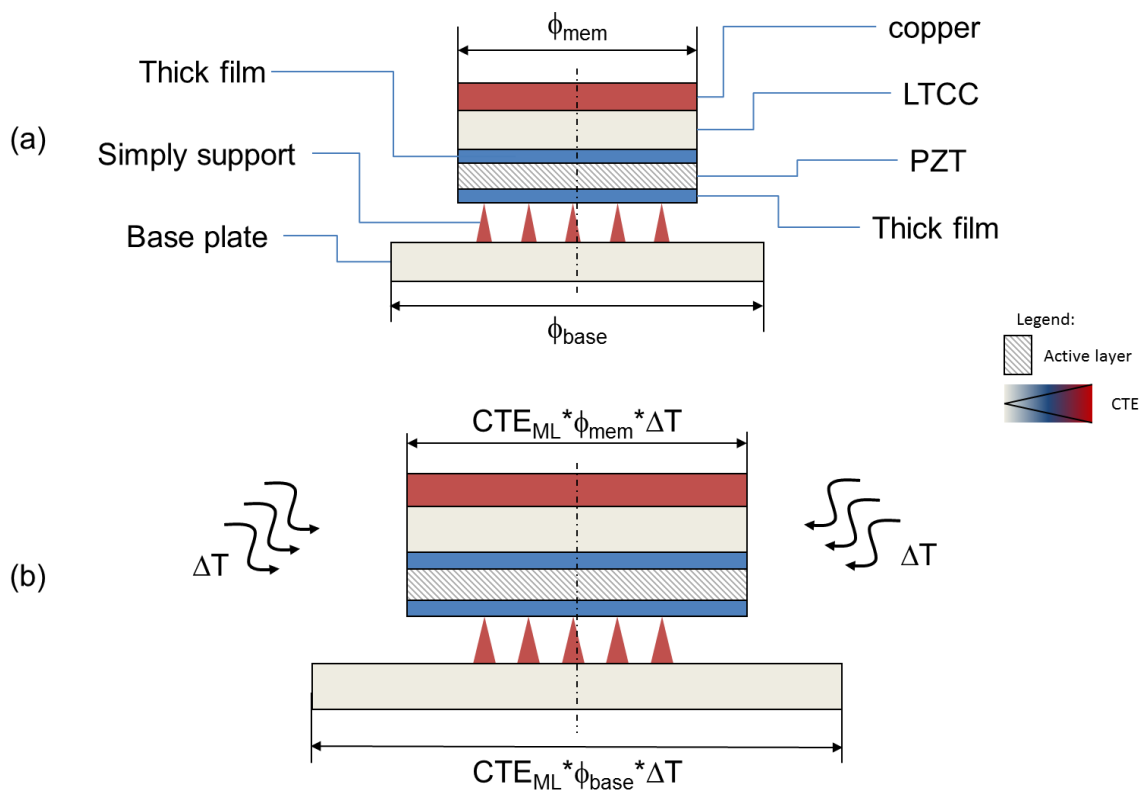 ϕmem
copper
Thick film
LTCC
(a)
Simply support
PZT
Base plate
Thick film
ϕbase
Legend:
Active layer
CTE
CTEML*ϕmem*ΔT
ΔT
ΔT
(b)
CTEML*ϕbase*ΔT